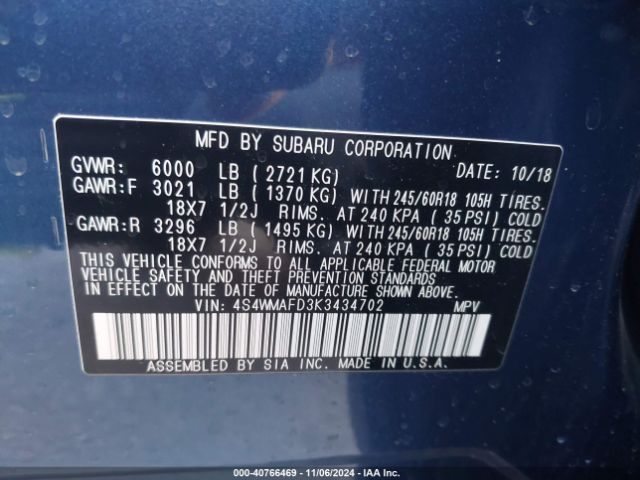 MFD BY SUBARU CORPORATION
GVWR: 6000 LB ( 2721 KG) DATE: 10/18
GAWR:F 3021 LB ( 1370 KG) WITH 245/60R18 105H TIRES.
18X7 1/2J RIMS. AT 240 KPA ( 35 PSI) COLD
GAWR:R 3296 LB ( 1495 KG) WITH 245/60R18 105H TIRES.
18X7 1/2J RIMS. AT 240 KPA ( 35 PSI) COLD
THIS VEHICLE CONFORMS TO ALL APPLICABLE FEDERAL MOTOR
VEHICLE SAFETY AND THEFT PREVENTION STANDARDS
IN EFFECT ON THE DATE OF MANUFACTURE SHOWN ABOVE.
VIN: 4S4WMAFD3K3434702 MPV
ASSEMBLED BY SIA INC. MADE IN U.S.A.
000-40766469 - 11/06/2024 - IAA Inc.